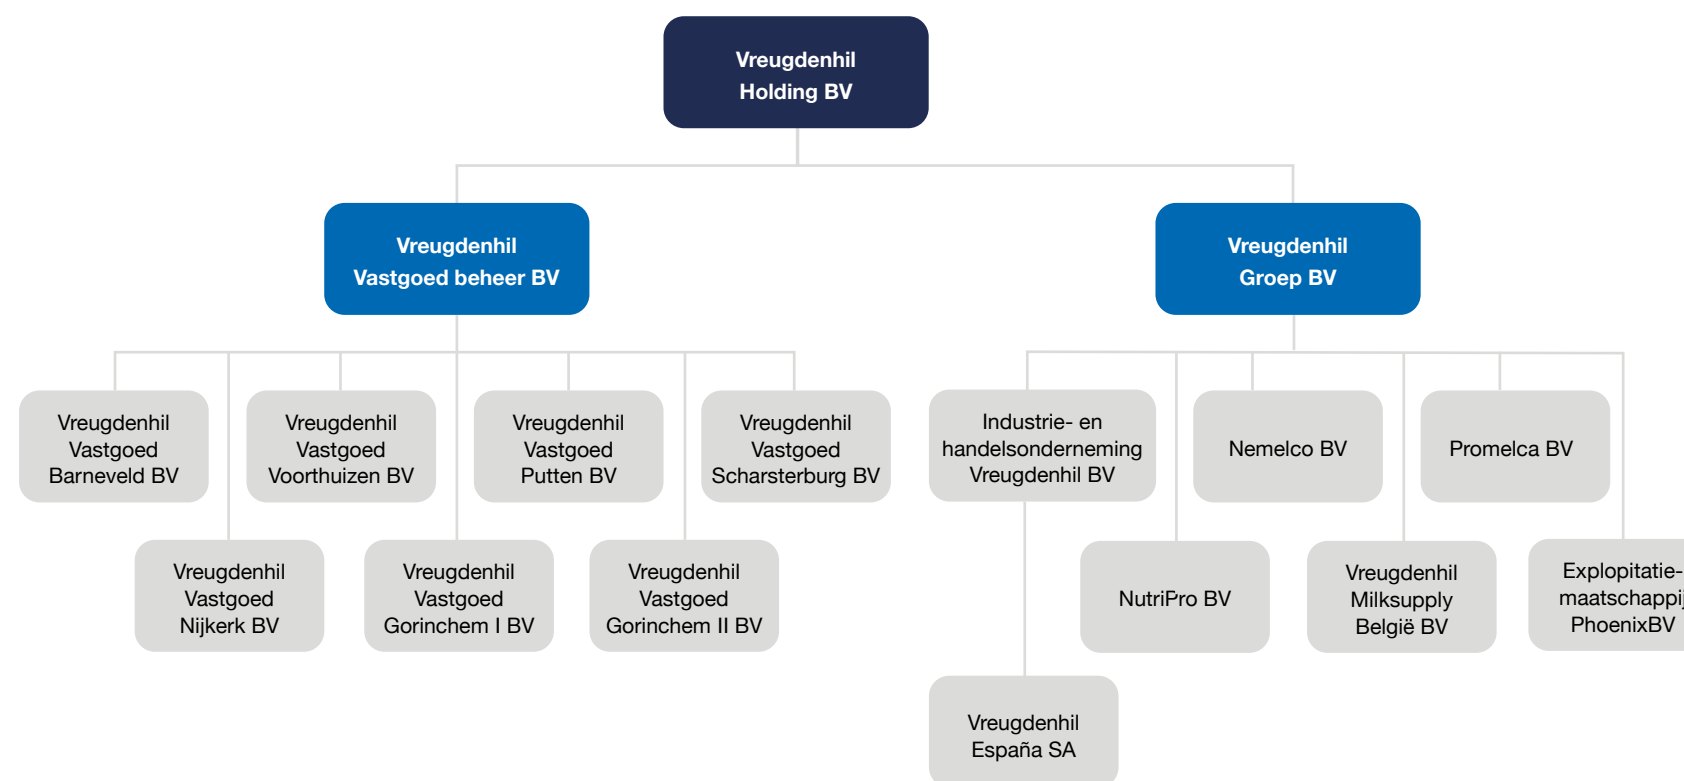 Vreugdenhil
Holding BV
Vreugdenhil
Vastgoed beheer BV
Vreugdenhil
Groep BV
Vreugdenhil
Vastgoed
Barneveld BV
Vreugdenhil
Vastgoed
Voorthuizen BV
Vreugdenhil
Vastgoed
Putten BV
Vreugdenhil
Vastgoed
Scharsterburg BV
Industrie- en
handelsonderneming
Vreugdenhil BV
Nemelco BV
Promelca BV
Vreugdenhil
Vastgoed
Nijkerk BV
Vreugdenhil
Vastgoed
Gorinchem I BV
Vreugdenhil
Vastgoed
Gorinchem II BV
NutriPro BV
Vreugdenhil
Milksupply
België BV
Explopitatie-
maatschappij
PhoenixBV
Vreugdenhil
España SA